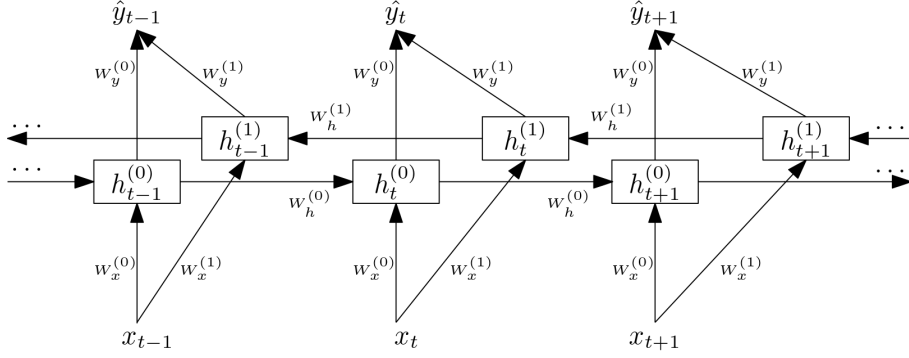 ŷ_{t−1} ŷ_t ŷ_{t+1}
W_y^{(0)} W_y^{(1)} W_y^{(0)} W_y^{(1)} W_y^{(0)} W_y^{(1)}
... W_h^{(1)} W_h^{(1)} ...
h_{t−1}^{(1)} h_t^{(1)} h_{t+1}^{(1)}
... ...
h_{t−1}^{(0)} h_t^{(0)} h_{t+1}^{(0)}
W_h^{(0)} W_h^{(0)}
W_x^{(0)} W_x^{(1)} W_x^{(0)} W_x^{(1)} W_x^{(0)} W_x^{(1)}
x_{t−1} x_t x_{t+1}